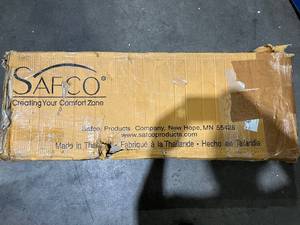 SAFCO®
Creating Your Comfort Zone
Safco Products Company, New Hope, MN 55428
www.safcoproducts.com
Made in • Fabriqué à la Thaïlande • Hecho en Tailandia